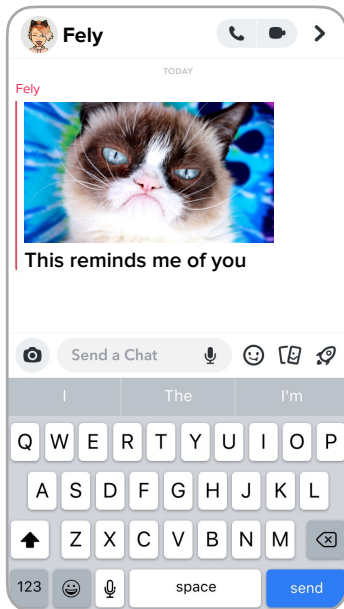 Fely
TODAY
Fely
This reminds me of you
Send a Chat
I The I'm
Q W E R T Y U I O P
A S D F G H J K L
Z X C V B N M
123 space send